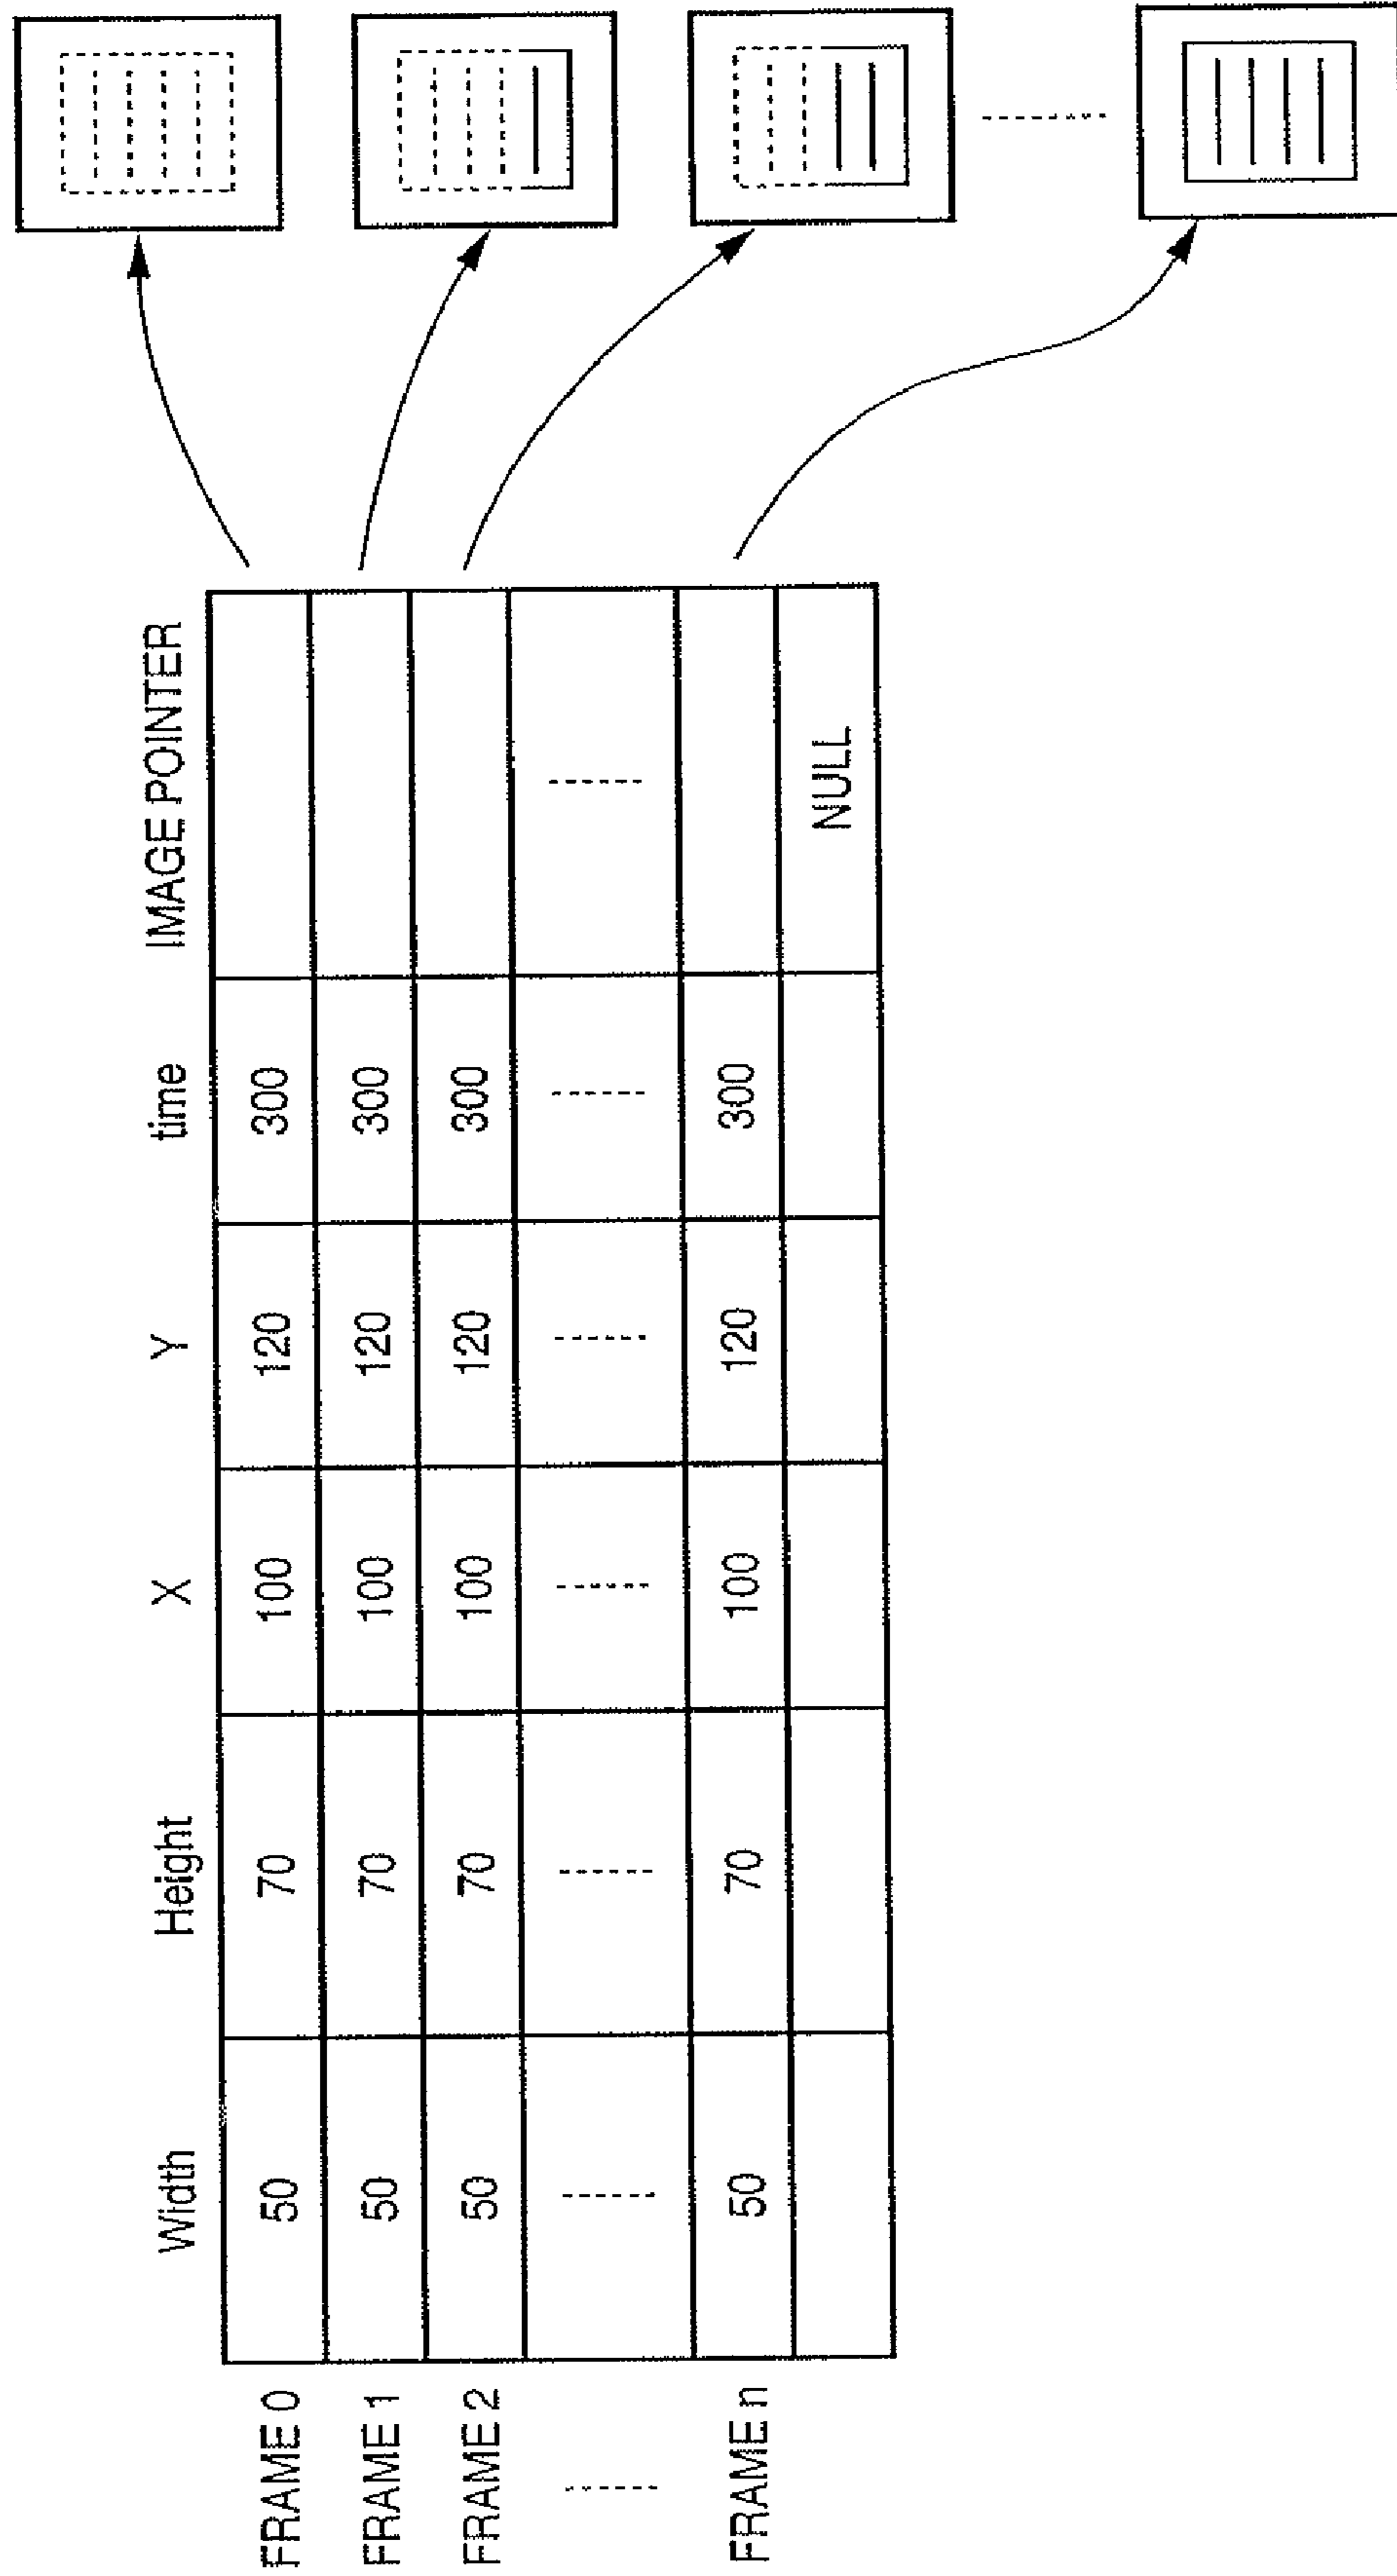 Width Height X Y time IMAGE POINTER
FRAME 0 50 70 100 120 300
FRAME 1 50 70 100 120 300
FRAME 2 50 70 100 120 300
FRAME n 50 70 100 120 300
NULL